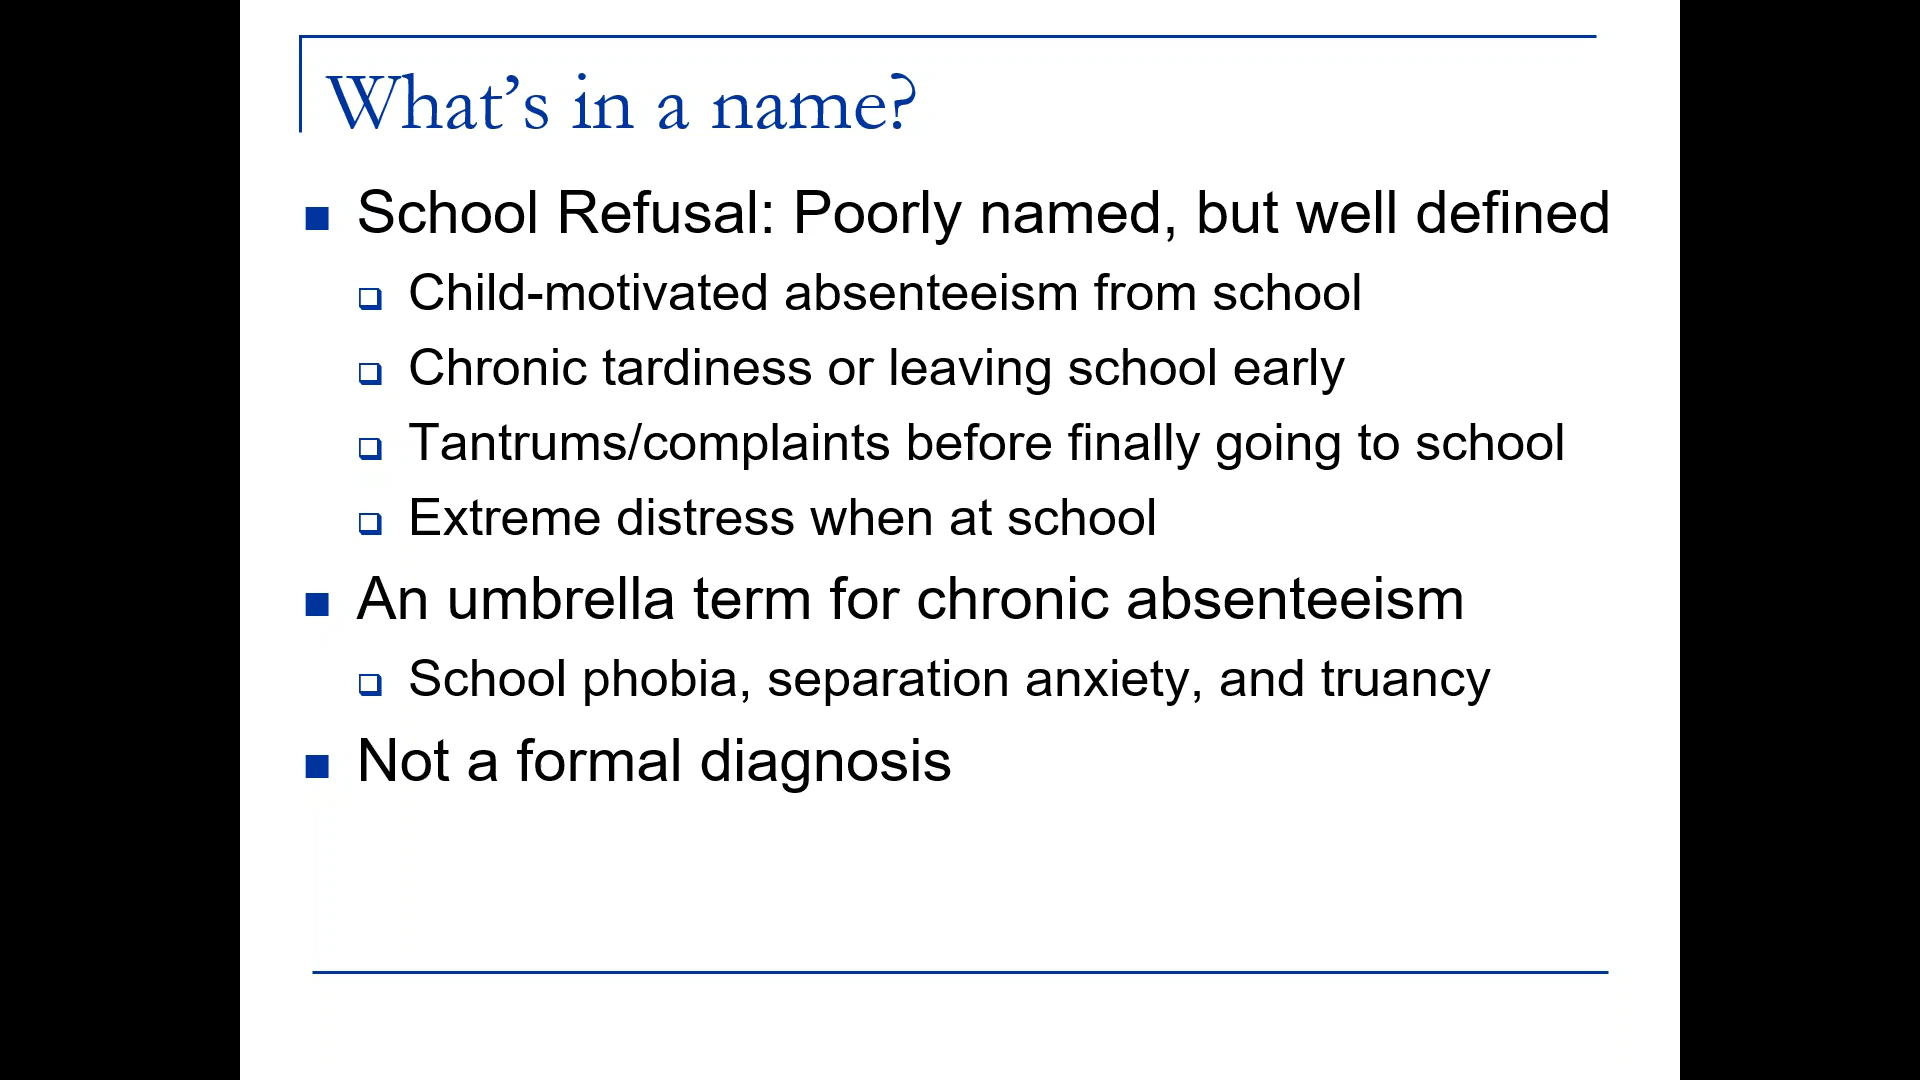 What’s in a name?
School Refusal: Poorly named, but well defined
Child-motivated absenteeism from school
Chronic tardiness or leaving school early
Tantrums/complaints before finally going to school
Extreme distress when at school
An umbrella term for chronic absenteeism
School phobia, separation anxiety, and truancy
Not a formal diagnosis